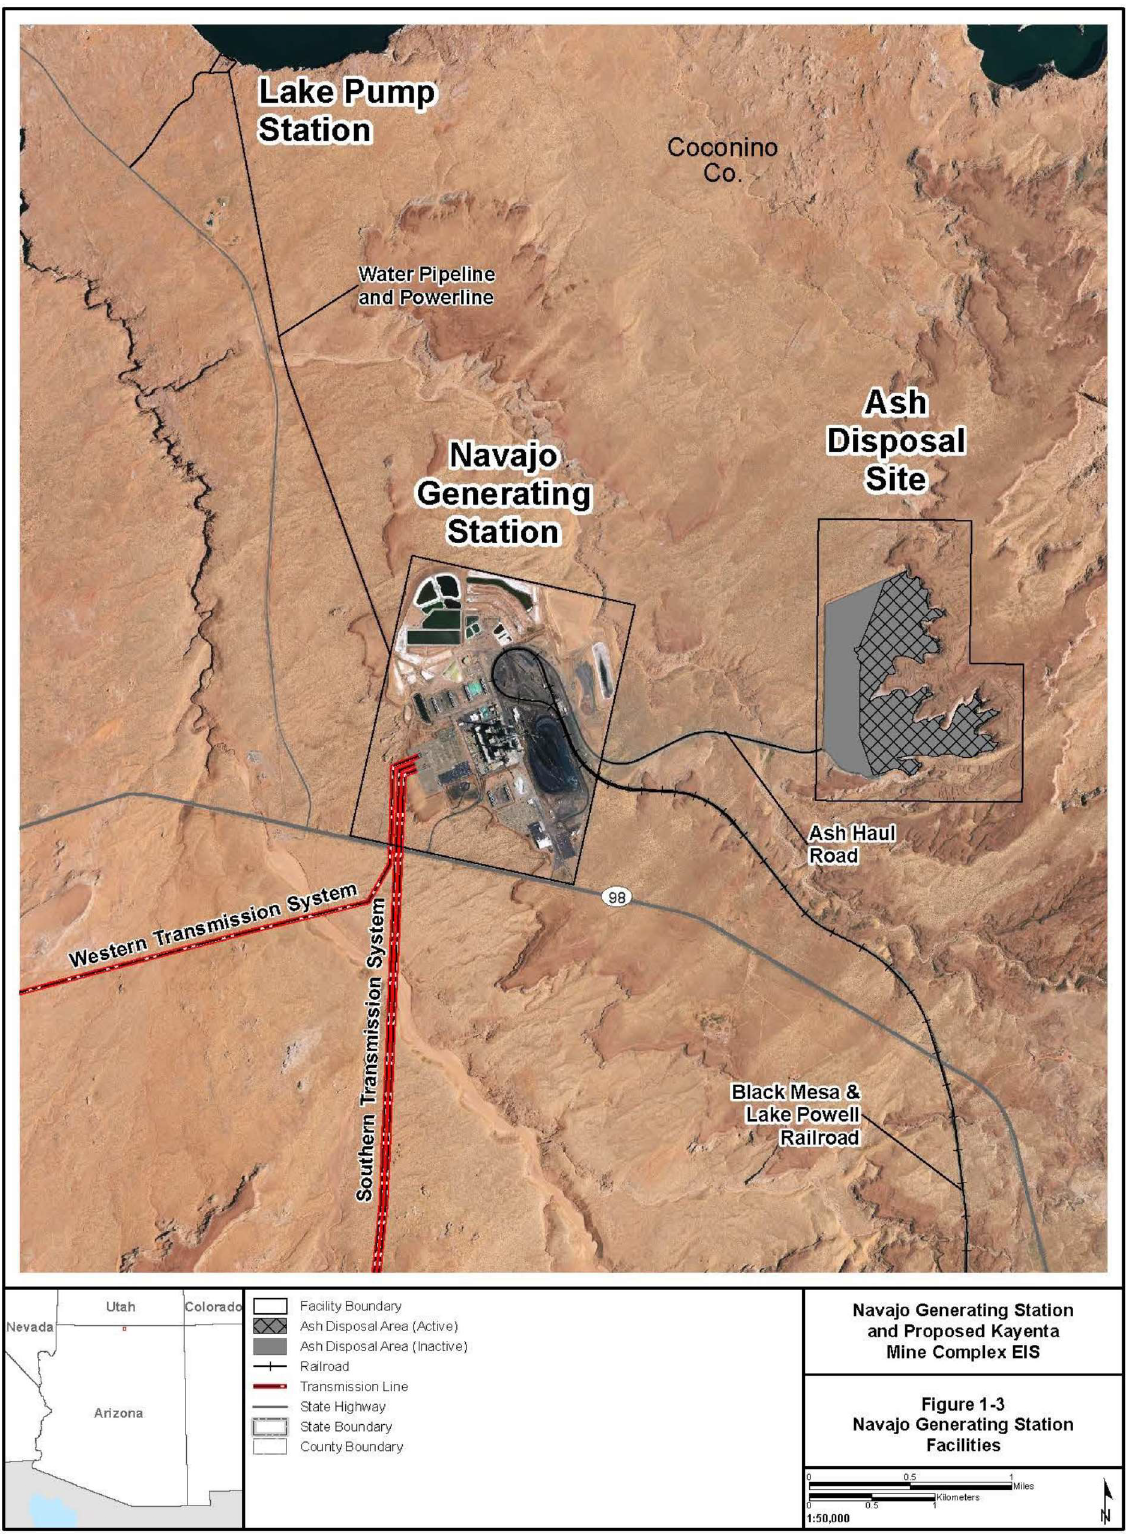 Lake Pump
Station
Coconino
Co.
Water Pipeline
and Powerline
Ash
Disposal
Site
Navajo
Generating
Station
Ash Haul
Road
98
Western Transmission System
Southern Transmission System
Black Mesa &
Lake Powell
Railroad
Utah
Colorado
Nevada
Arizona
Facility Boundary
Ash Disposal Area (Active)
Ash Disposal Area (Inactive)
Railroad
Transmission Line
State Highway
State Boundary
County Boundary
Navajo Generating Station
and Proposed Kayenta
Mine Complex EIS
Figure 1-3
Navajo Generating Station
Facilities
0 0.5 1
Miles
Kilometers
0 0.5 1
1:50,000
N